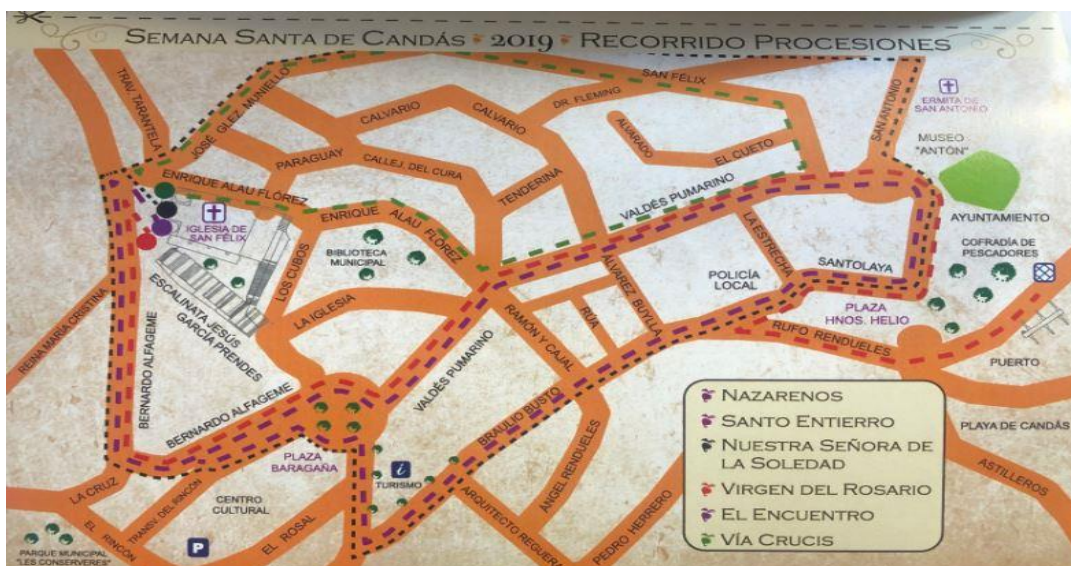 SEMANA SANTA DE CANDÁS • 2019 • RECORRIDO PROCESIONES
TRAV. TARANTELA
JOSÉ GLEZ MUNIELLO
SAN FÉLIX
CALVARIO
CALVARIO
DR. FLEMING
ALVARADO
EL CUETO
SAN ANTONIO
ERMITA DE
SAN ANTONIO
MUSEO
"ANTÓN"
PARAGUAY
CALLEJ. DEL CURA
TENDERINA
ENRIQUE ALAU FLÓREZ
ENRIQUE ALAU FLÓREZ
VALDÉS PUMARINO
IGLESIA DE
SAN FÉLIX
BIBLIOTECA
MUNICIPAL
LOS CUBOS
LA ESTRECHA
SANTOLAYA
AYUNTAMIENTO
COFRADÍA DE
PESCADORES
REINA MARIA CRISTINA
BERNARDO ALFAGEME
ESCALINATA JESÚS
GARCÍA PRENDES
LA IGLESIA
ÁLVAREZ BUYLLA
RÚA
POLICÍA
LOCAL
PLAZA
HNOS. HELIO
RAMÓN Y CAJAL
VALDÉS PUMARINO
RUFO RENDUELES
PUERTO
BERNARDO ALFAGEME
BRAULIO BUSTO
PLAZA
BARAGAÑA
i
TURISMO
LA CRUZ
EL RINCÓN
TRANSV. DEL RINCÓN
CENTRO
CULTURAL
EL ROSAL
P
PARQUE MUNICIPAL
"LES CONSERVERES"
ARQUITECTO REGUERA
ANGEL RENDUELES
PEDRO HERRERO
PLAYA DE CANDÁS
ASTILLEROS
NAZARENOS
SANTO ENTIERRO
NUESTRA SEÑORA DE
LA SOLEDAD
VIRGEN DEL ROSARIO
EL ENCUENTRO
VÍA CRUCIS